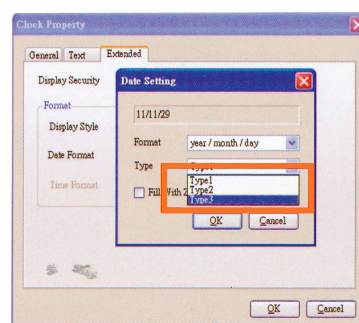 Clock Property
General Text Extended
Display Security
Date Setting
Format
11/11/29
Display Style
Format year / month / day
Date Format
Type Type1
Type1
Type2
Type3
Time Format
Fill With
OK Cancel
OK Cancel